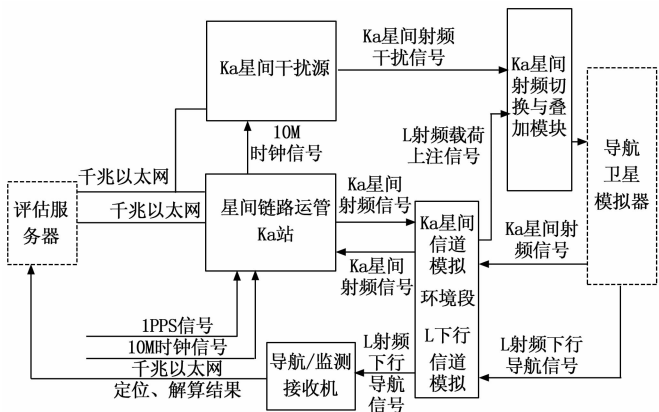 Ka星间干扰源
Ka星间射频
干扰信号
Ka星间
射频切
换与叠
加模块
10M
时钟信号
L射频载荷
上注信号
导航
卫星
模拟器
千兆以太网
评估服
务器
千兆以太网
星间链路运管
Ka站
Ka星间
射频信号
Ka星间
射频信号
Ka星间
信道
模拟
环境段
L下行
信道
模拟
Ka星间射
频信号
1PPS信号
10M时钟信号
千兆以太网
定位、解算结果
导航/监测
接收机
L射频
下行
导航信号
L射频下行
导航信号